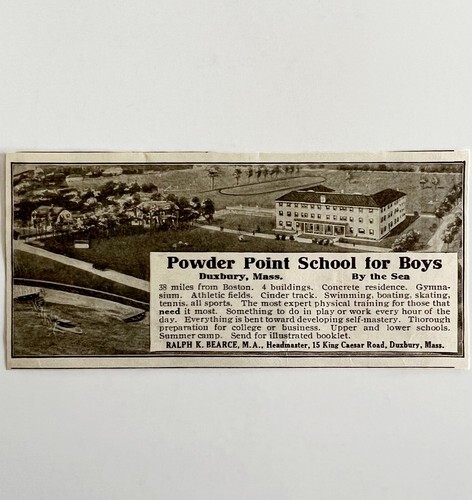 Powder Point School for Boys
Duxbury, Mass. By the Sea
38 miles from Boston. 4 buildings. Concrete residence. Gymna-
sium. Athletic fields. Cinder track. Swimming, boating, skating,
tennis, all sports. The most expert physical training for those that
need it most. Something to do in play or work every hour of the
day. Everything is bent toward developing self-mastery. Thorough
preparation for college or business. Upper and lower schools.
Summer camp. Send for illustrated booklet.
RALPH K. BEARCE, M.A., Headmaster, 15 King Caesar Road, Duxbury, Mass.